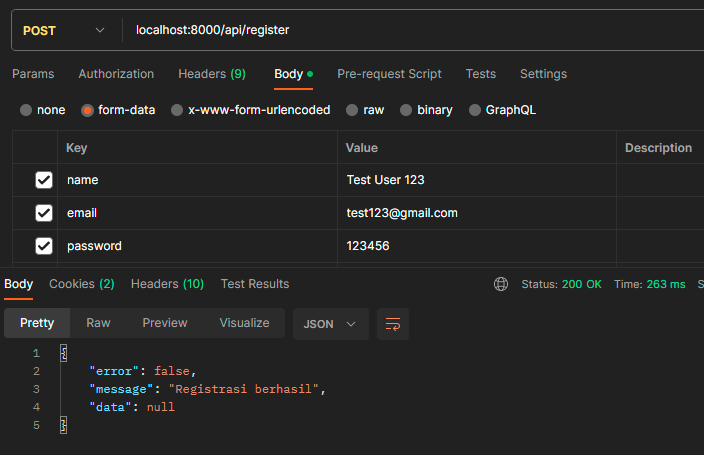 POST localhost:8000/api/register
Params Authorization Headers (9) Body Pre-request Script Tests Settings
none form-data x-www-form-urlencoded raw binary GraphQL
Key Value Description
name Test User 123
email test123@gmail.com
password 123456
Body Cookies (2) Headers (10) Test Results Status: 200 OK Time: 263 ms S
Pretty Raw Preview Visualize JSON
1 {
2 "error": false,
3 "message": "Registrasi berhasil",
4 "data": null
5 }